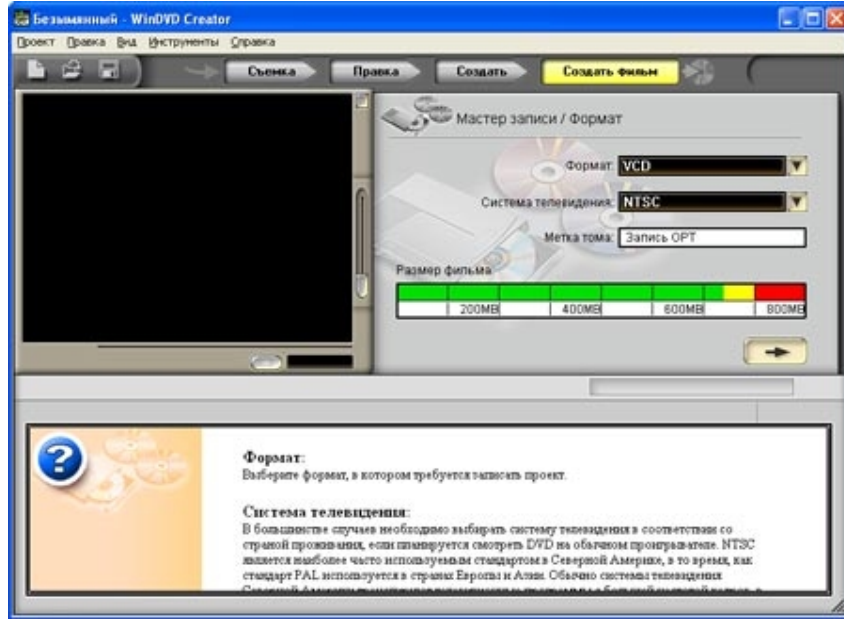 Безымянный - WinDVD Creator
Проект Правка Вид Инструменты Справка
Съемка Правка Создать Создать Фильм
Мастер записи / Формат
Формат: VCD
Система телевидения: NTSC
Метка тома: Запись ОРТ
Размер фильма
200MB 400MB 600MB 800MB
Формат:
Выберите формат, в котором требуется записать проект.
Система телевидения:
В большинстве случаев необходимо выбирать систему телевидения в соответствии со
страной проживания, если планируется смотреть DVD на обычном проигрывателе. NTSC
является наиболее часто используемым стандартом в Северной Америке, в то время, как
стандарт PAL используется в странах Европы и Азии. Обычно системы телевидения